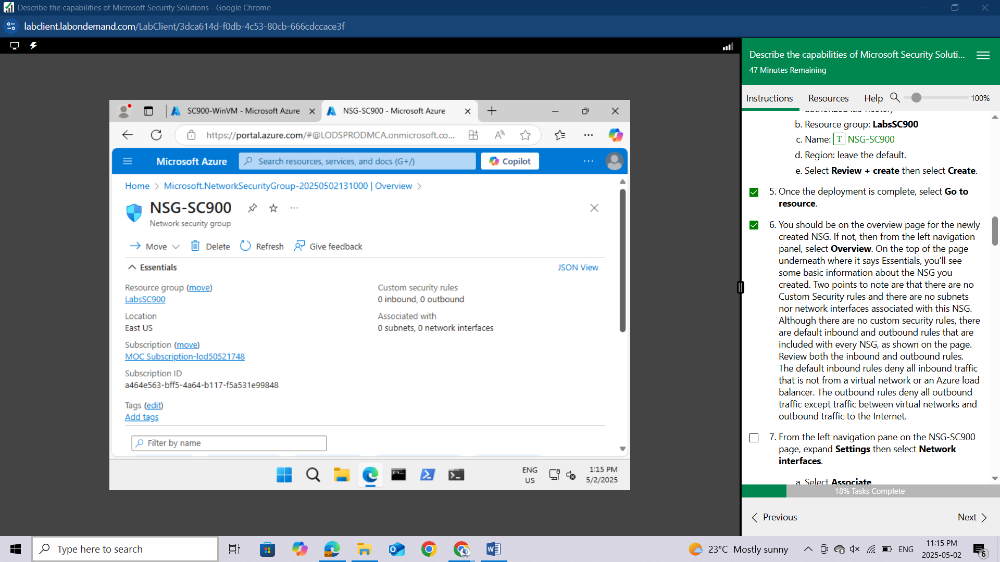 Describe the capabilities of Microsoft Security Solutions - Google Chrome
labclient.labondemand.com/LabClient/3dca614d-f0db-4c53-80cb-666cdccace3f
SC900-WinVM - Microsoft Azure
NSG-SC900 - Microsoft Azure
https://portal.azure.com/#@LODSPRODMCA.onmicrosoft.co...
Microsoft Azure
Search resources, services, and docs (G+/)
Copilot
Home > Microsoft.NetworkSecurityGroup-20250502131000 | Overview >
NSG-SC900
Network security group
Move
Delete
Refresh
Give feedback
Essentials
JSON View
Resource group (move)
LabsSC900
Location
East US
Subscription (move)
MOC Subscription-lod50521748
Subscription ID
a464e563-bff5-4a64-b117-f5a531e99848
Tags (edit)
Add tags
Custom security rules
0 inbound, 0 outbound
Associated with
0 subnets, 0 network interfaces
Filter by name
ENG
US
1:15 PM
5/2/2025
Describe the capabilities of Microsoft Security Soluti...
47 Minutes Remaining
Instructions
Resources
Help
100%
authorized lab hoster)
b. Resource group: LabsSC900
c. Name: T NSG-SC900
d. Region: leave the default.
e. Select Review + create then select Create.
5. Once the deployment is complete, select Go to
resource.
6. You should be on the overview page for the newly
created NSG. If not, then from the left navigation
panel, select Overview. On the top of the page
underneath where it says Essentials, you'll see
some basic information about the NSG you
created. Two points to note are that there are no
Custom Security rules and there are no subnets
nor network interfaces associated with this NSG.
Although there are no custom security rules, there
are default inbound and outbound rules that are
included with every NSG, as shown on the page.
Review both the inbound and outbound rules.
The default inbound rules deny all inbound traffic
that is not from a virtual network or an Azure load
balancer. The outbound rules deny all outbound
traffic except traffic between virtual networks and
outbound traffic to the Internet.
7. From the left navigation pane on the NSG-SC900
page, expand Settings then select Network
interfaces.
a. Select Associate
18% Tasks Complete
Previous
Next
Type here to search
23°C Mostly sunny
ENG
11:15 PM
2025-05-02
6